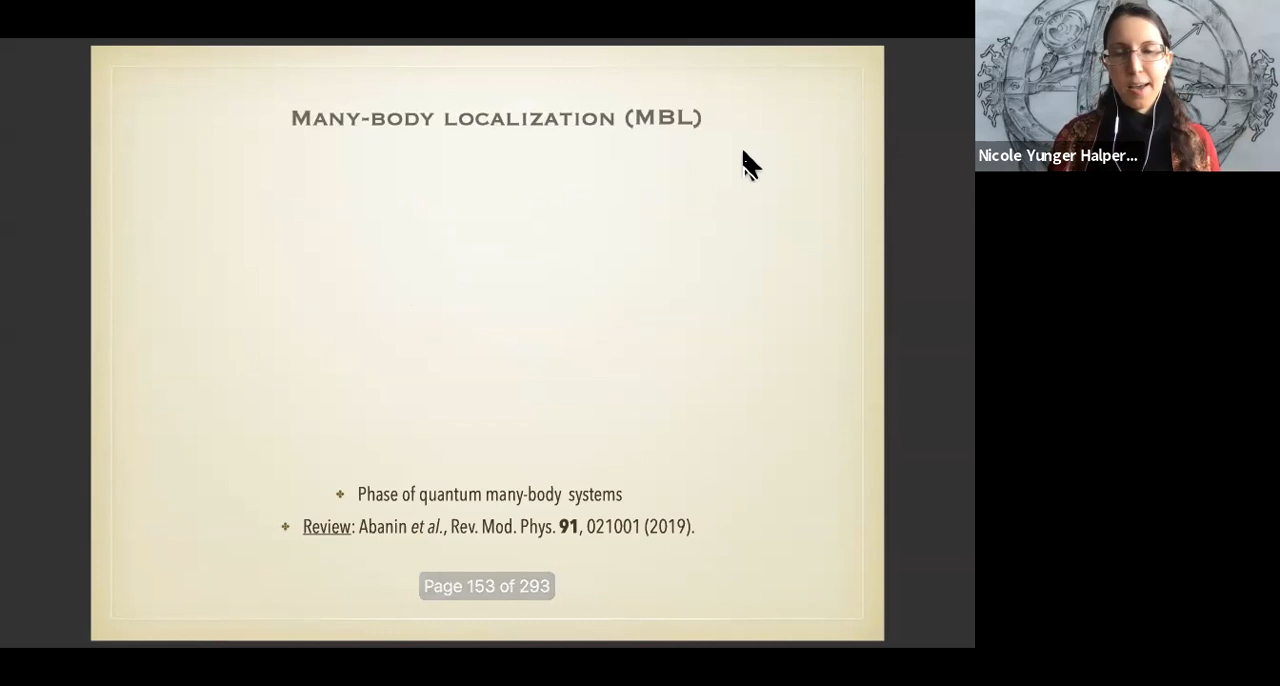 MANY-BODY LOCALIZATION (MBL)
Nicole Yunger Halper...
Phase of quantum many-body systems
Review: Abanin et al., Rev. Mod. Phys. 91, 021001 (2019).
Page 153 of 293